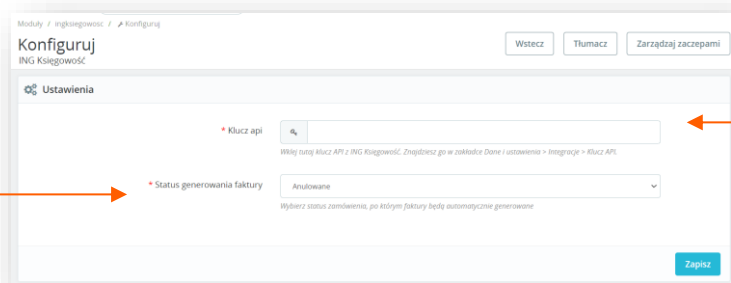 Moduły / ingksiegowosc / Konfiguruj
Konfiguruj
ING Księgowość
Wstecz
Tłumacz
Zarządzaj zaczepami
Ustawienia
* Klucz api
Wklej tutaj klucz API z ING Księgowość. Znajdziesz go w zakładce Dane i ustawienia > Integracje > Klucz API.
* Status generowania faktury
Anulowane
Wybierz status zamówienia, po którym faktury będą automatycznie generowane
Zapisz